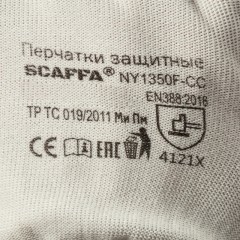 Перчатки защитные
SCAFFA® NY1350F-CC
EN388:2016
ТР ТС 019/2011 Ми Пм
CE EAC
4121X